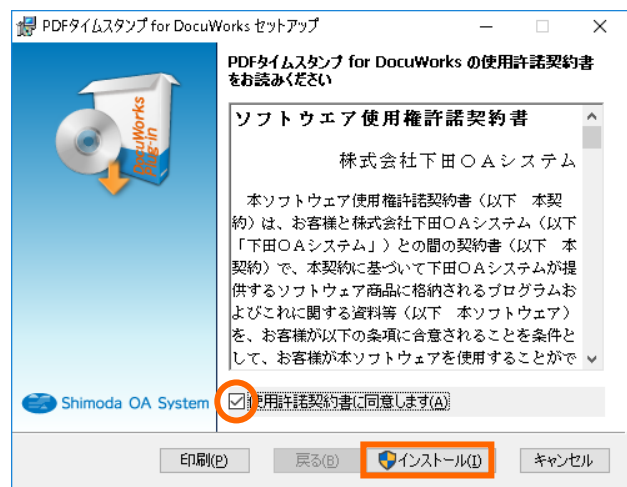 PDFタイムスタンプ for DocuWorks セットアップ
DocuWorks
Plug-in
PDFタイムスタンプ for DocuWorks の使用許諾契約書
をお読みください
ソフトウエア使用権許諾契約書
株式会社下田ＯＡシステム
本ソフトウェア使用権許諾契約書（以下　本契
約）は、お客様と株式会社下田ＯＡシステム（以下
「下田ＯＡシステム」）との間の契約書（以下　本
契約）で、本契約に基づいて下田ＯＡシステムが提
供するソフトウェア商品に格納されるプログラムお
よびこれに関する資料等（以下　本ソフトウェア）
を、お客様が以下の条項に合意されることを条件と
して、お客様が本ソフトウェアを使用することがで
Shimoda OA System
使用許諾契約書に同意します(A)
印刷(P)
戻る(B)
インストール(I)
キャンセル